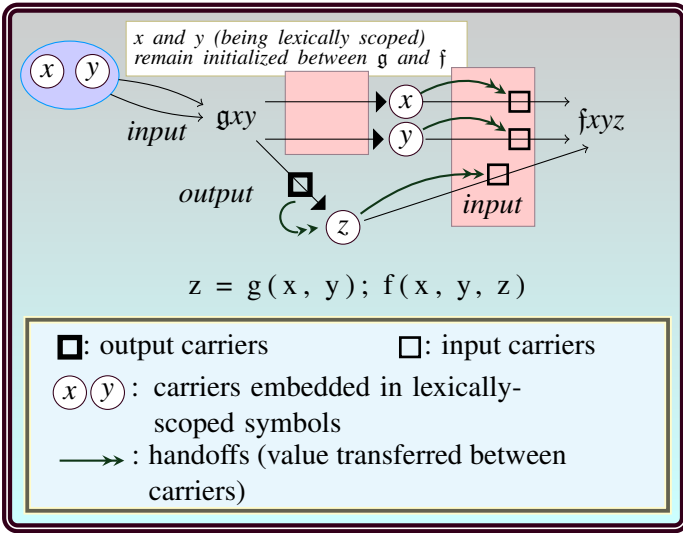 x and y (being lexically scoped)
remain initialized between 𝔤 and 𝔣
x y
input
𝔤xy
x
y
𝔣xyz
output
input
z
z = g(x, y); f(x, y, z)
: output carriers : input carriers
x y : carriers embedded in lexically-
scoped symbols
: handoffs (value transferred between
carriers)